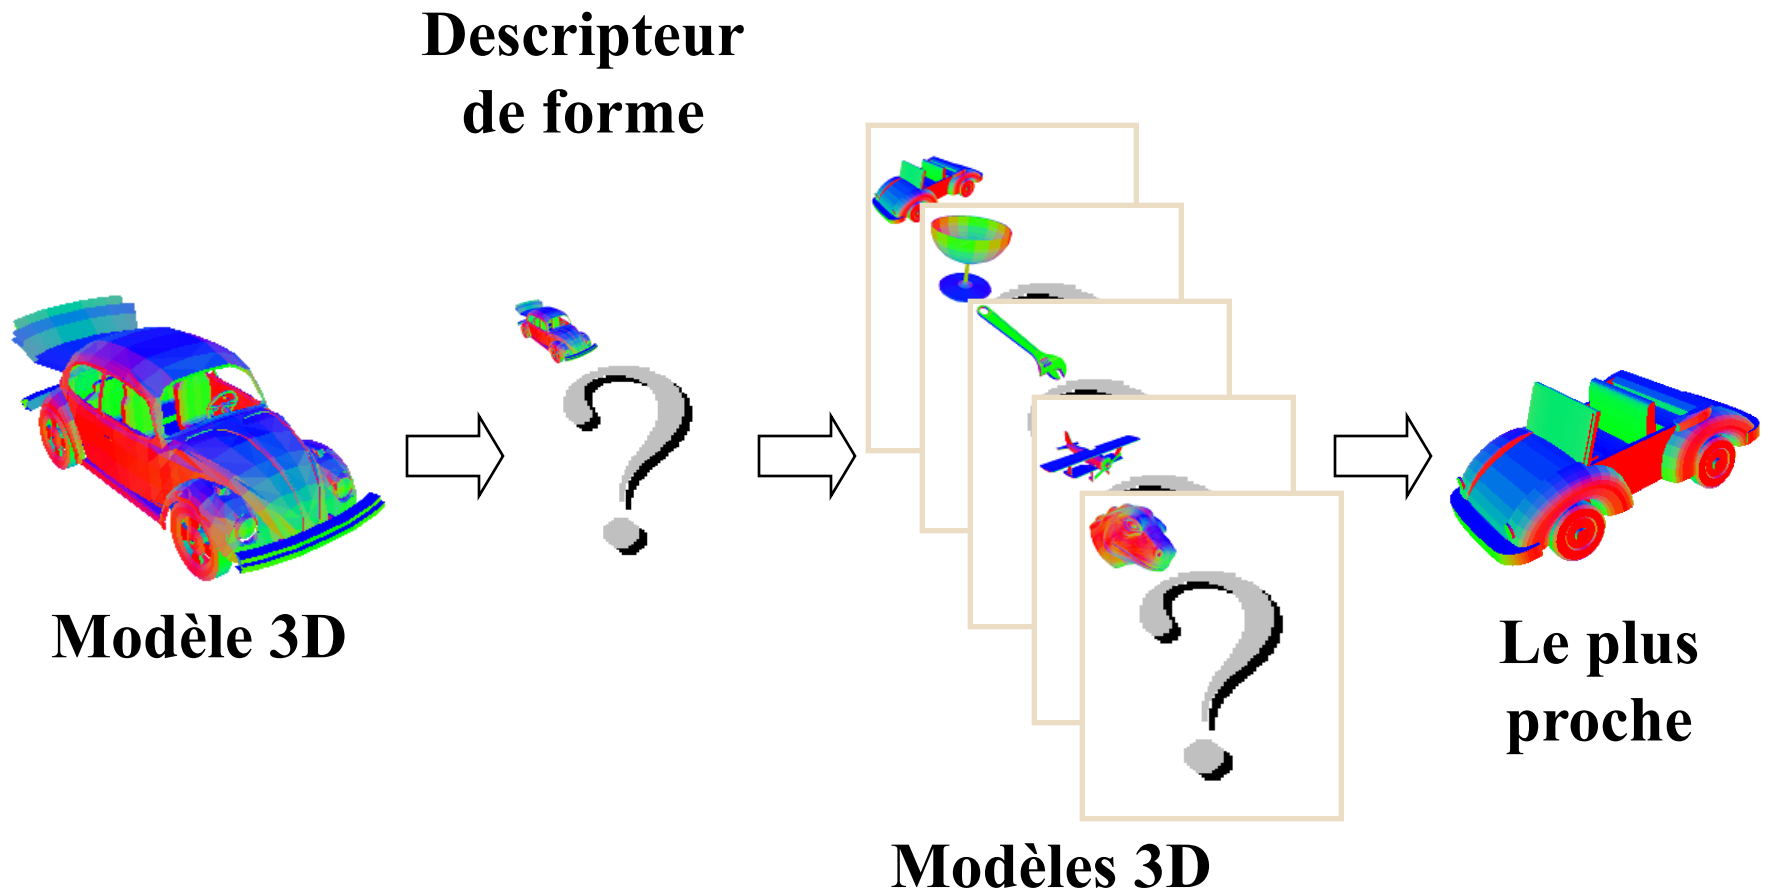 Descripteur
de forme
?
?
Modèle 3D
Le plus
proche
Modèles 3D